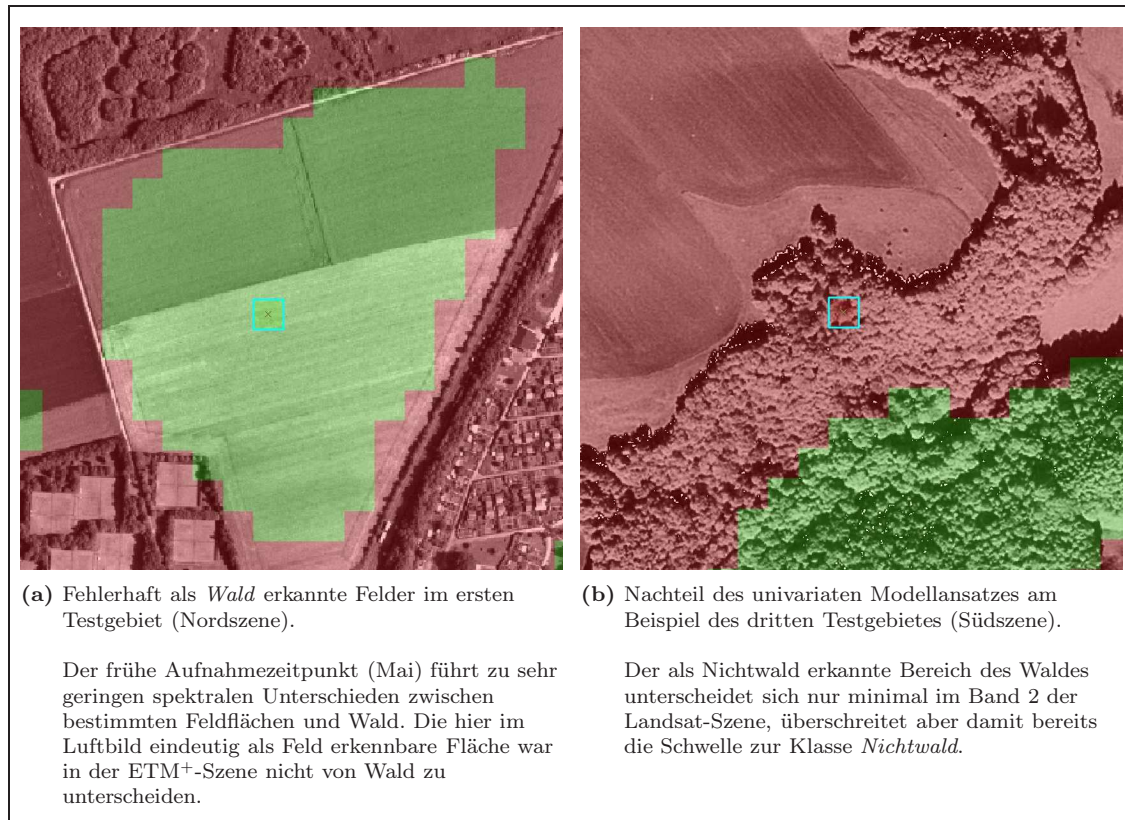 (a) Fehlerhaft als Wald erkannte Felder im ersten
Testgebiet (Nordszene).
Der frühe Aufnahmezeitpunkt (Mai) führt zu sehr
geringen spektralen Unterschieden zwischen
bestimmten Feldflächen und Wald. Die hier im
Luftbild eindeutig als Feld erkennbare Fläche war
in der ETM+-Szene nicht von Wald zu
unterscheiden.
(b) Nachteil des univariaten Modellansatzes am
Beispiel des dritten Testgebietes (Südszene).
Der als Nichtwald erkannte Bereich des Waldes
unterscheidet sich nur minimal im Band 2 der
Landsat-Szene, überschreitet aber damit bereits
die Schwelle zur Klasse Nichtwald.